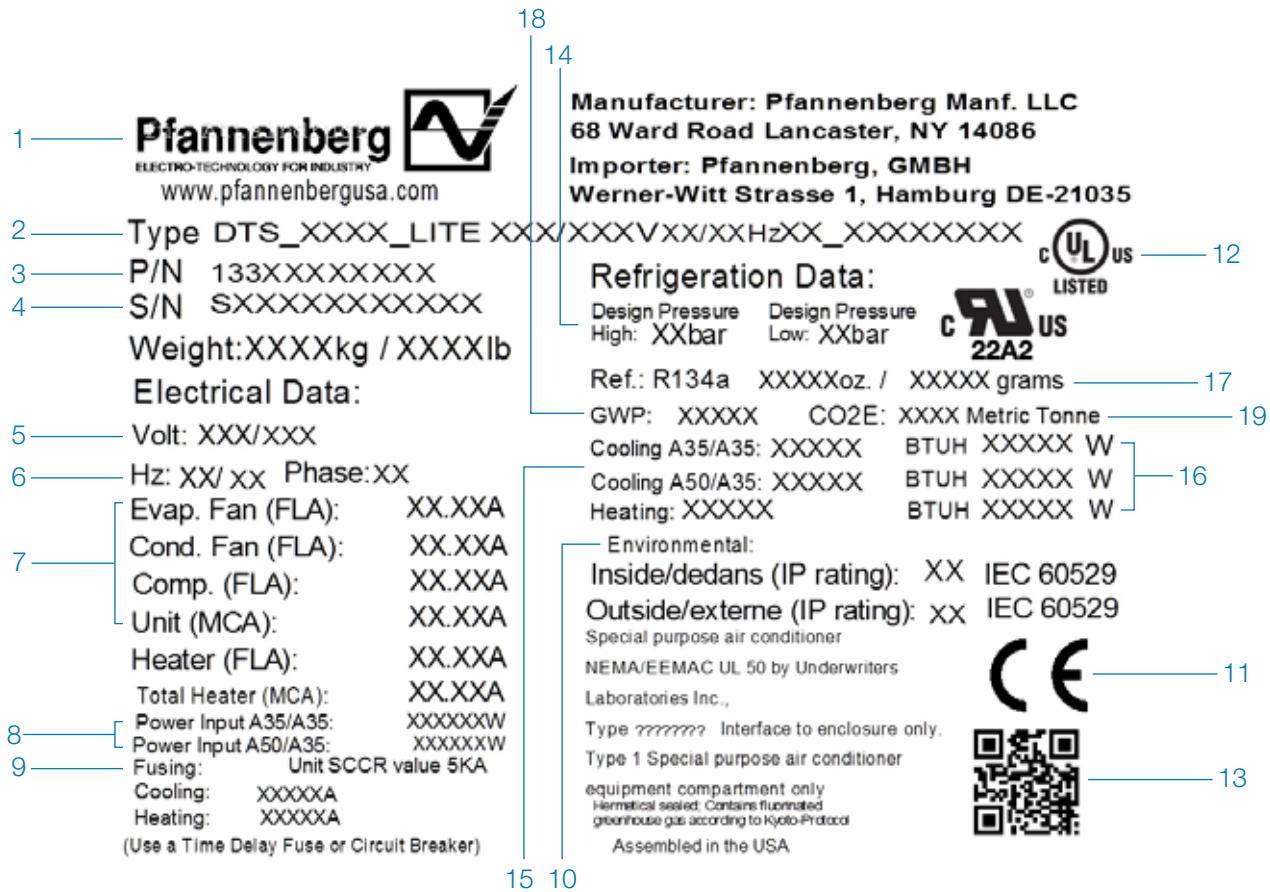 18
14
1
Pfannenberg
ELECTRO-TECHNOLOGY FOR INDUSTRY
www.pfannenbergusa.com
Manufacturer: Pfannenberg Manf. LLC
68 Ward Road Lancaster, NY 14086
Importer: Pfannenberg, GMBH
Werner-Witt Strasse 1, Hamburg DE-21035
2
Type DTS_XXXX_LITE XXX/XXXVXX/XXHzXX_XXXXXXXX
3
P/N 133XXXXXXXX
4
S/N SXXXXXXXXXXXX
Weight:XXXXkg / XXXXlb
Electrical Data:
5
Volt: XXX/XXX
6
Hz: XX/ XX Phase:XX
7
Evap. Fan (FLA): XX.XXA
Cond. Fan (FLA): XX.XXA
Comp. (FLA): XX.XXA
Unit (MCA): XX.XXA
Heater (FLA): XX.XXA
Total Heater (MCA): XX.XXA
8
Power Input A35/A35: XXXXXXW
Power Input A50/A35: XXXXXXW
9
Fusing: Unit SCCR value 5KA
Cooling: XXXXXA
Heating: XXXXXA
(Use a Time Delay Fuse or Circuit Breaker)
C UL US
LISTED
12
Refrigeration Data:
Design Pressure
High: XXbar
Design Pressure
Low: XXbar
C RU® US
22A2
Ref.: R134a XXXXXoz. / XXXXX grams
17
GWP: XXXXX CO2E: XXXX Metric Tonne
19
Cooling A35/A35: XXXXX BTUH XXXXX W
Cooling A50/A35: XXXXX BTUH XXXXX W
Heating: XXXXX BTUH XXXXX W
16
Environmental:
Inside/dedans (IP rating): XX IEC 60529
Outside/externe (IP rating): XX IEC 60529
Special purpose air conditioner
NEMA/EEMAC UL 50 by Underwriters
Laboratories Inc.,
Type ???????? Interface to enclosure only.
Type 1 Special purpose air conditioner
equipment compartment only
Hermetical sealed; Contains fluorinated
greenhouse gas according to Kyoto-Protocol
Assembled in the USA
CE
11
13
15
10